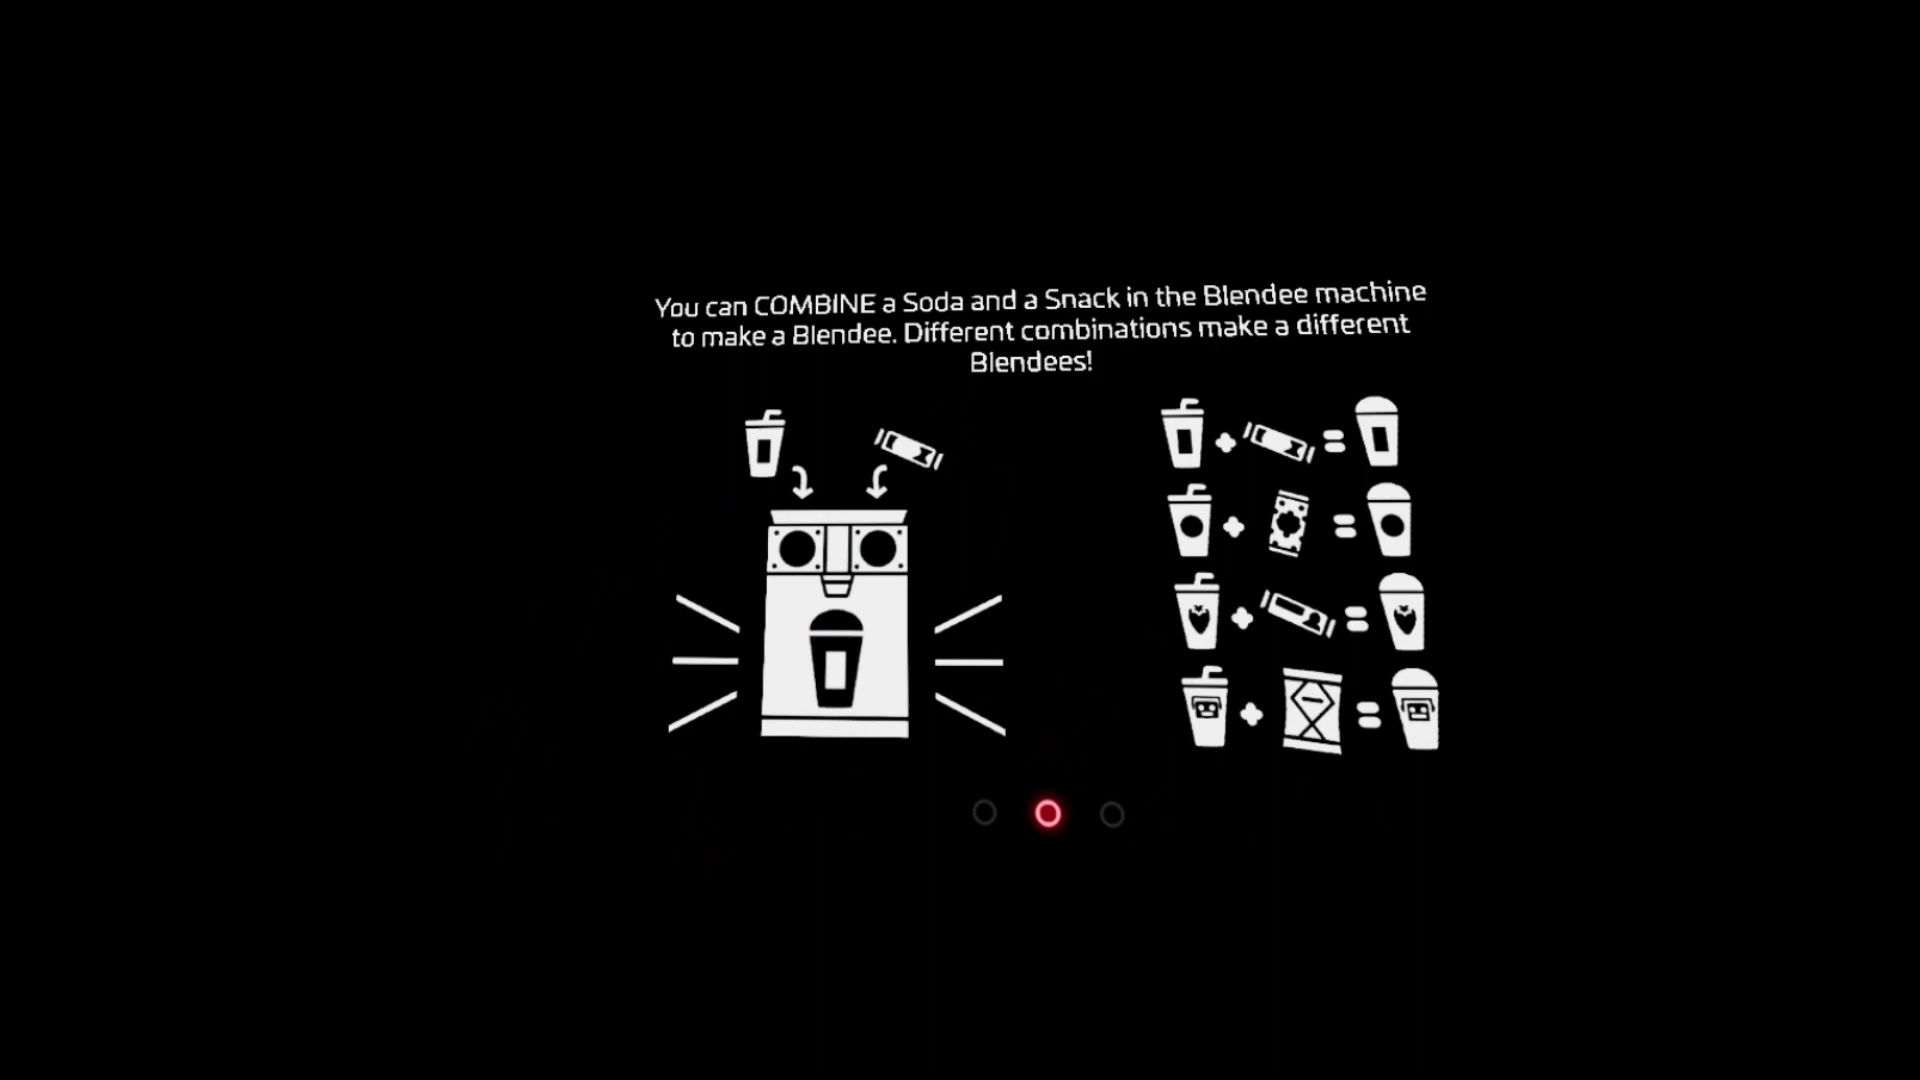 You can COMBINE a Soda and a Snack in the Blendee machine
to make a Blendee. Different combinations make a different
Blendees!